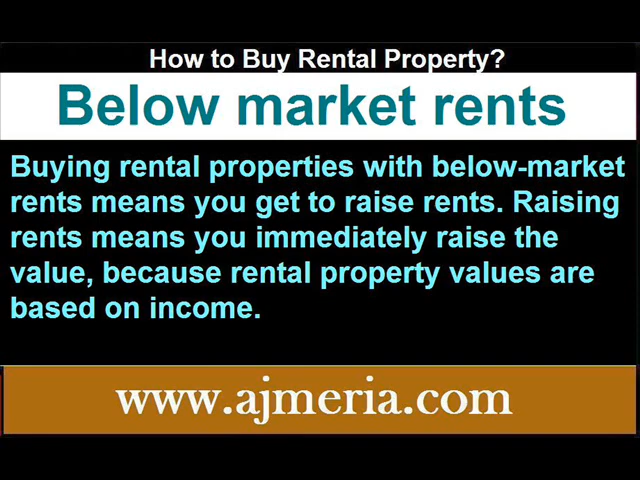 How to Buy Rental Property?
Below market rents
Buying rental properties with below-market
rents means you get to raise rents. Raising
rents means you immediately raise the
value, because rental property values are
based on income.
www.ajmeria.com